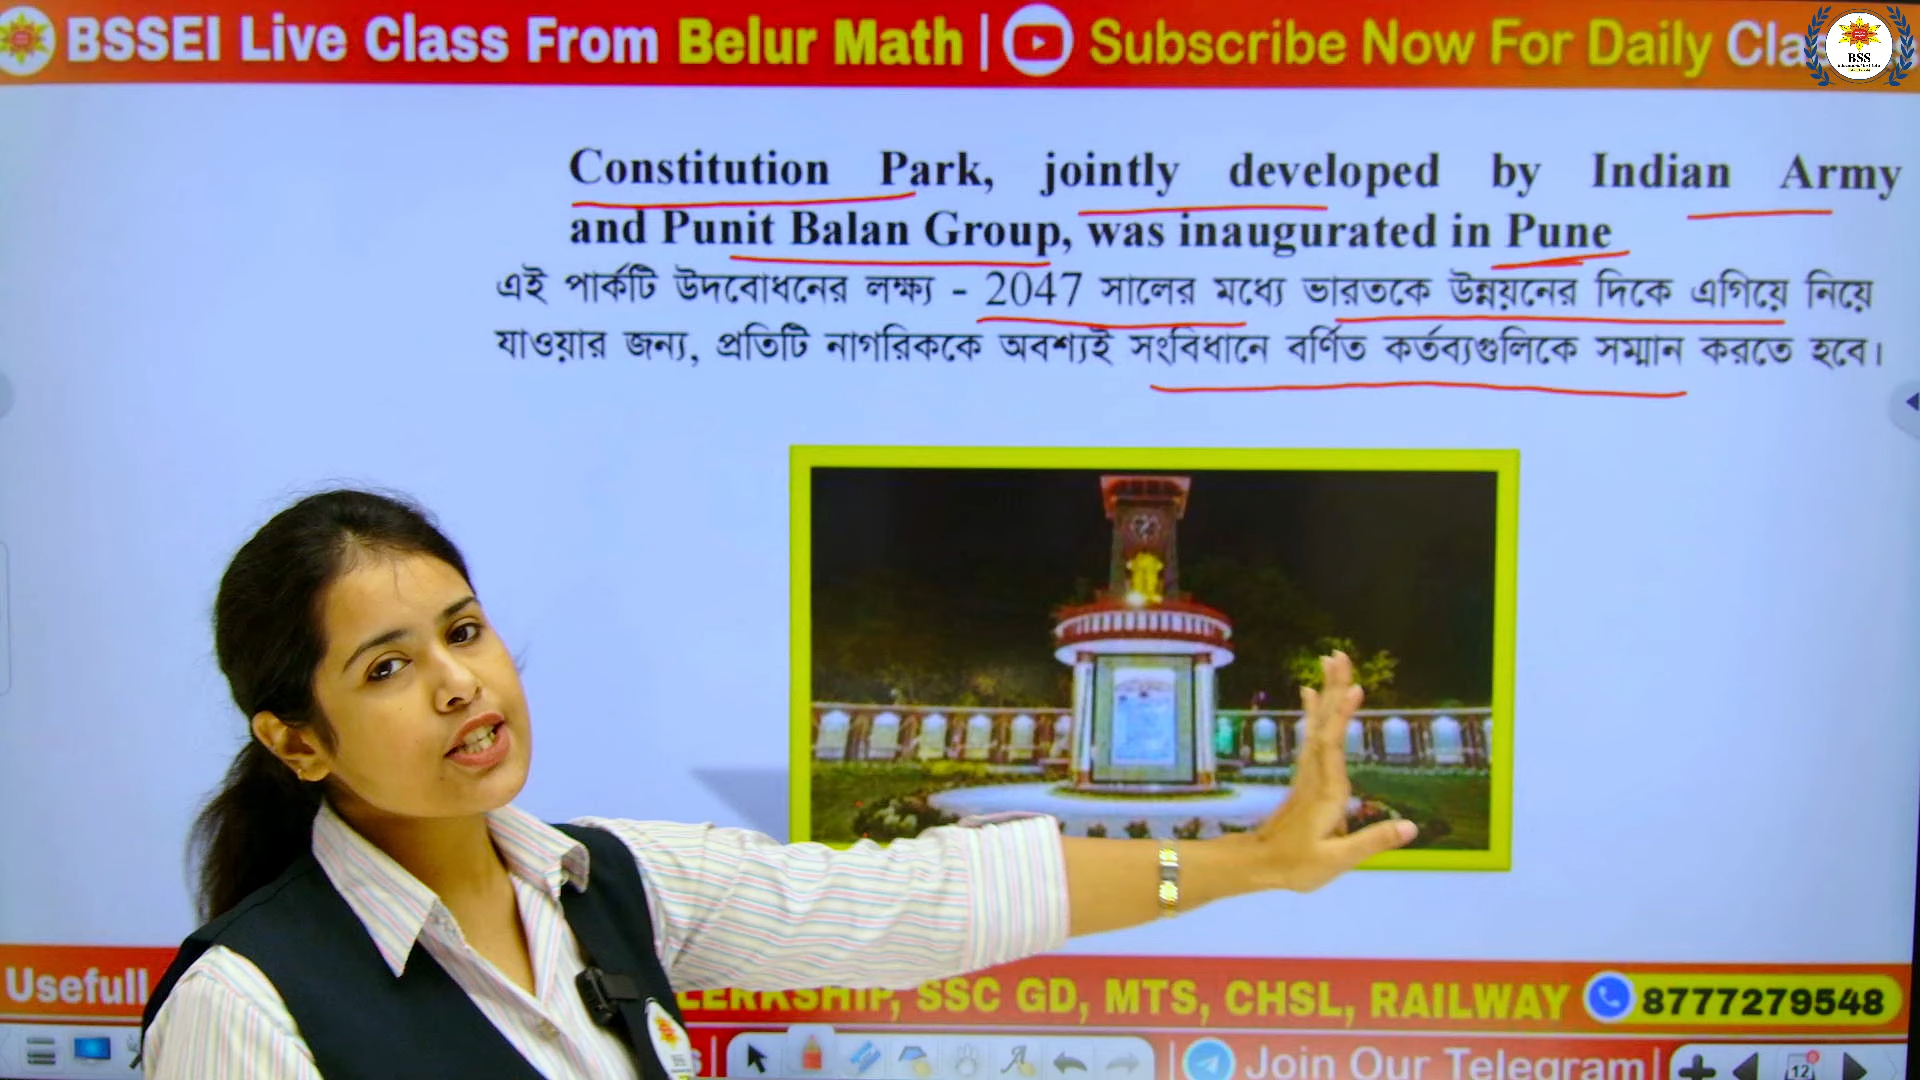 BSSEI Live Class From Belur Math | Subscribe Now For Daily
BSS
Constitution Park, jointly developed by Indian Army
and Punit Balan Group, was inaugurated in Pune
এই পার্কটি উদবোধনের লক্ষ্য - 2047 সালের মধ্যে ভারতকে উন্নয়নের দিকে এগিয়ে নিয়ে
যাওয়ার জন্য, প্রতিটি নাগরিককে অবশ্যই সংবিধানে বর্ণিত কর্তব্যগুলিকে সম্মান করতে হবে।
Usefull
CLERKSHIP, SSC GD, MTS, CHSL, RAILWAY 8777279548
Join Our Telegram
12